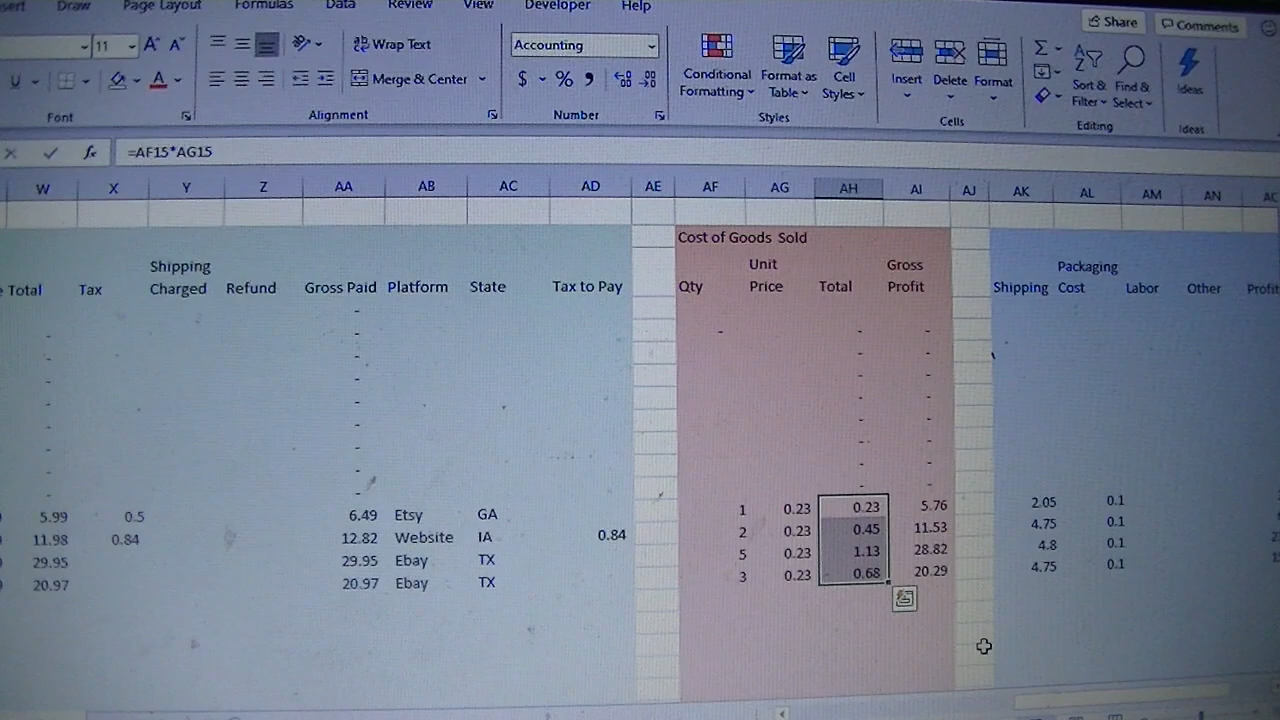 Draw Page Layout Formulas Data Review View Developer Help
Share Comments
11 A A Wrap Text Accounting
U A Merge & Center $ %
Conditional Formatting Format as Table Cell Styles Insert Delete Format Sort & Filter Find & Select Ideas
Font Alignment Number Styles Cells Editing Ideas
fx =AF15*AG15
W X Y Z AA AB AC AD AE AF AG AH AI AJ AK AL AM AN
Cost of Goods Sold
Shipping Unit Gross Packaging
Total Tax Charged Refund Gross Paid Platform State Tax to Pay Qty Price Total Profit Shipping Cost Labor Other
5.99 0.5 6.49 Etsy GA 1 0.23 0.23 5.76 2.05 0.1
11.98 0.84 12.82 Website IA 0.84 2 0.23 0.45 11.53 4.75 0.1
29.95 29.95 Ebay TX 5 0.23 1.13 28.82 4.8 0.1
20.97 20.97 Ebay TX 3 0.23 0.68 20.29 4.75 0.1